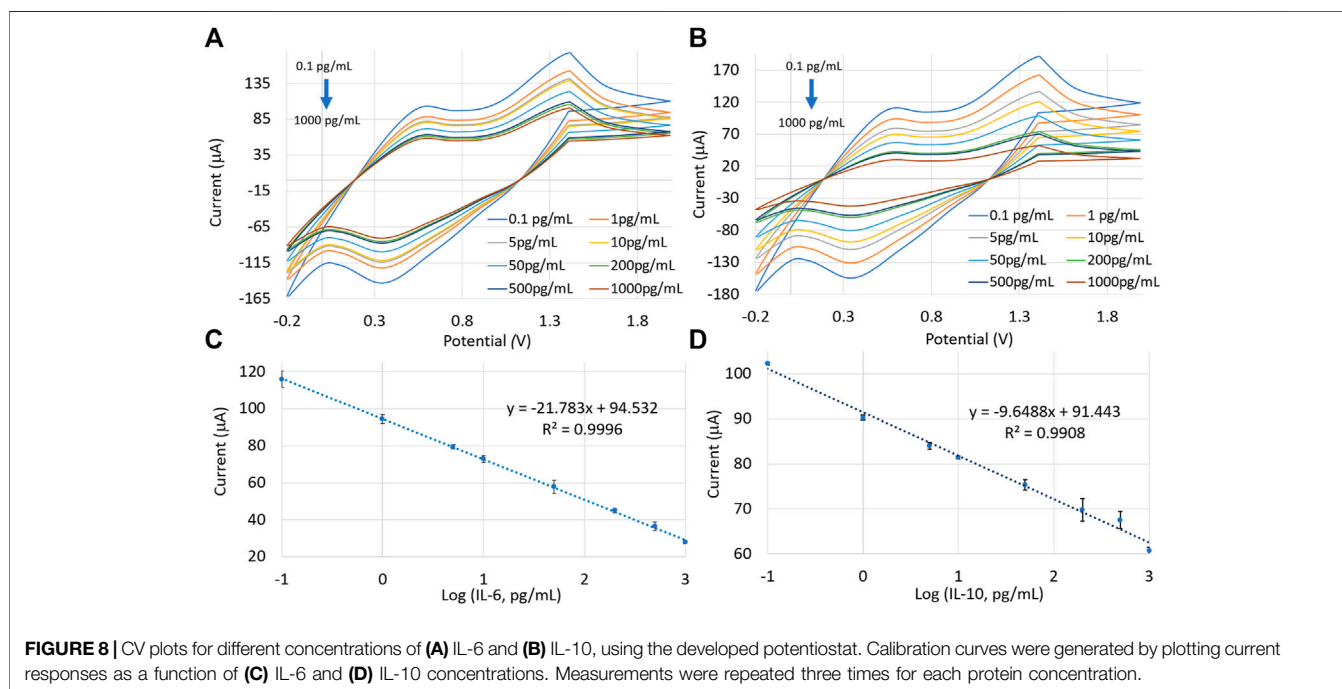 A
B
135
85
35
-15
-65
-115
-165
Current (µA)
0.1 pg/mL
1000 pg/mL
0.1 pg/mL 1pg/mL
5pg/mL 10pg/mL
50pg/mL 200pg/mL
500pg/mL 1000pg/mL
-0.2 0.3 0.8 1.3 1.8
Potential (V)
170
120
70
20
-30
-80
-130
-180
Current (µA)
0.1 pg/mL
1000 pg/mL
0.1 pg/mL 1 pg/mL
5pg/mL 10pg/mL
50pg/mL 200pg/mL
500pg/mL 1000pg/mL
-0.2 0.3 0.8 1.3 1.8
Potential (V)
C
D
120
100
80
60
40
20
Current (µA)
y = -21.783x + 94.532
R² = 0.9996
-1 0 1 2 3
Log (IL-6, pg/mL)
100
90
80
70
60
Current (µA)
y = -9.6488x + 91.443
R² = 0.9908
-1 0 1 2 3
Log (IL-10, pg/mL)
FIGURE 8 | CV plots for different concentrations of (A) IL-6 and (B) IL-10, using the developed potentiostat. Calibration curves were generated by plotting current
responses as a function of (C) IL-6 and (D) IL-10 concentrations. Measurements were repeated three times for each protein concentration.